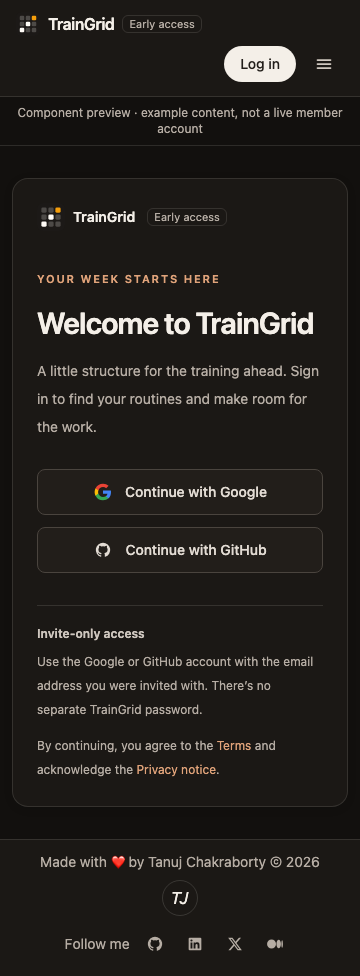 TrainGrid Early access
Log in
Component preview · example content, not a live member
account
TrainGrid Early access
YOUR WEEK STARTS HERE
Welcome to TrainGrid
A little structure for the training ahead. Sign
in to find your routines and make room for
the work.
Continue with Google
Continue with GitHub
Invite-only access
Use the Google or GitHub account with the email
address you were invited with. There's no
separate TrainGrid password.
By continuing, you agree to the Terms and
acknowledge the Privacy notice.
Made with ❤️ by Tanuj Chakraborty © 2026
TJ
Follow me